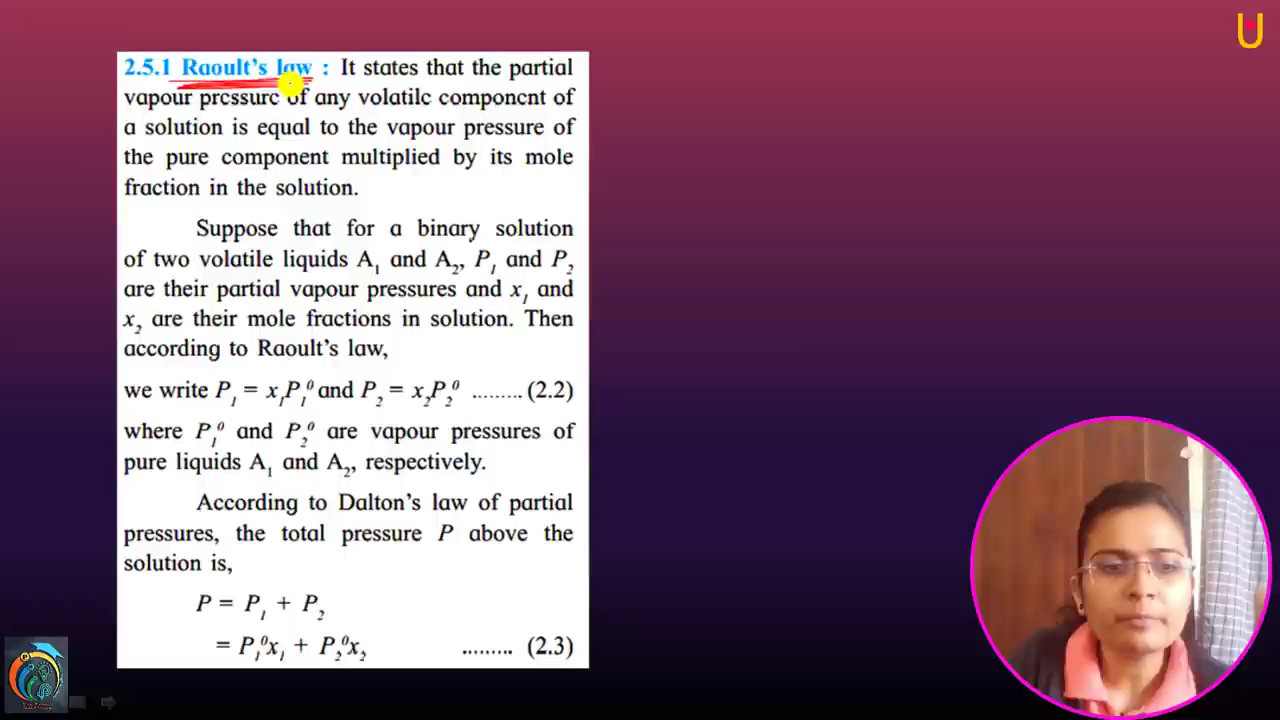 2.5.1 Raoult's law : It states that the partial
vapour pressure of any volatile component of
a solution is equal to the vapour pressure of
the pure component multiplied by its mole
fraction in the solution.
Suppose that for a binary solution
of two volatile liquids A₁ and A₂, P₁ and P₂
are their partial vapour pressures and x₁ and
x₂ are their mole fractions in solution. Then
according to Raoult's law,
we write P₁ = x₁P₁⁰ and P₂ = x₂P₂⁰ ......... (2.2)
where P₁⁰ and P₂⁰ are vapour pressures of
pure liquids A₁ and A₂, respectively.
According to Dalton's law of partial
pressures, the total pressure P above the
solution is,
P = P₁ + P₂
= P₁⁰x₁ + P₂⁰x₂ ......... (2.3)